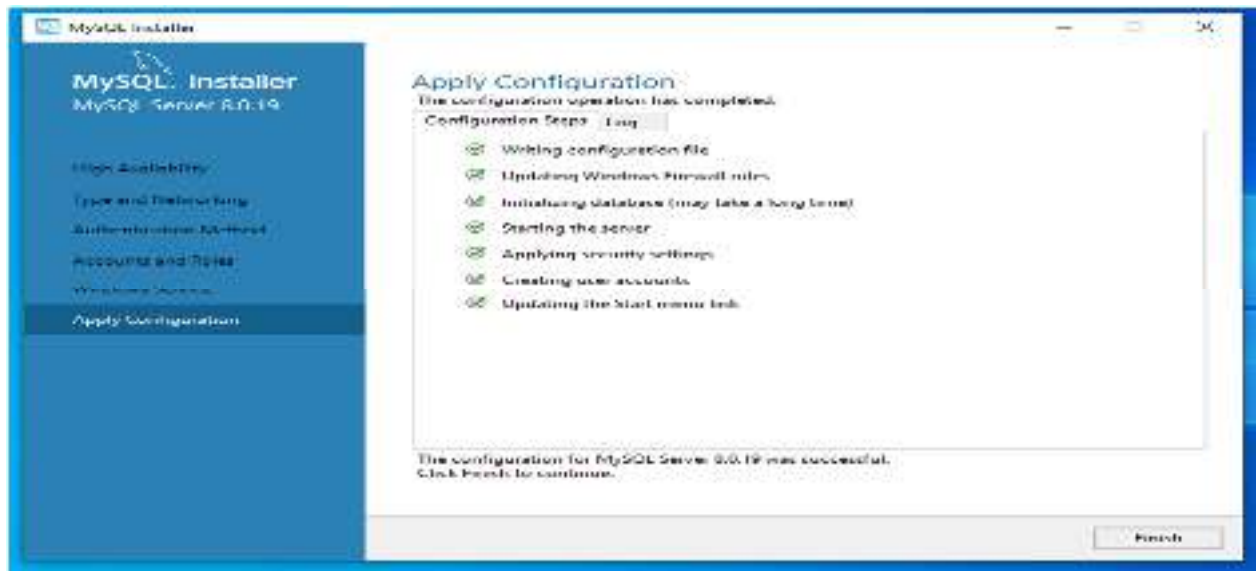 MySQL Installer
MySQL Installer
MySQL Server 8.0.19
High Availability
Type and Networking
Authentication Method
Accounts and Roles
Windows Service
Apply Configuration
Apply Configuration
The configuration operation has completed.
Configuration Steps Log
Writing configuration file
Updating Windows Firewall rules
Initializing database (may take a long time)
Starting the server
Applying security settings
Creating user accounts
Updating the Start menu link
The configuration for MySQL Server 8.0.19 was successful.
Click Finish to continue.
Finish